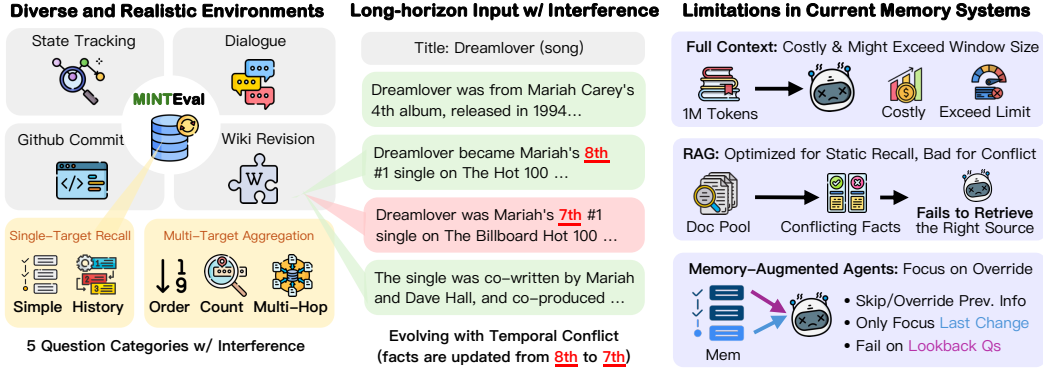 Diverse and Realistic Environments
State Tracking
Dialogue
MINTEval
Github Commit
Wiki Revision
</>
W
Single-Target Recall
Multi-Target Aggregation
1
9
Simple
History
Order
Count
Multi-Hop
5 Question Categories w/ Interference
Long-horizon Input w/ Interference
Title: Dreamlover (song)
Dreamlover was from Mariah Carey's
4th album, released in 1994...
Dreamlover became Mariah's 8th
#1 single on The Hot 100 ...
Dreamlover was Mariah's 7th #1
single on The Billboard Hot 100 ...
The single was co-written by Mariah
and Dave Hall, and co-produced ...
Evolving with Temporal Conflict
(facts are updated from 8th to 7th)
Limitations in Current Memory Systems
Full Context: Costly & Might Exceed Window Size
1M Tokens
Costly
Exceed Limit
RAG: Optimized for Static Recall, Bad for Conflict
Doc Pool
Conflicting Facts
Fails to Retrieve
the Right Source
Memory-Augmented Agents: Focus on Override
Mem
• Skip/Override Prev. Info
• Only Focus Last Change
• Fail on Lookback Qs